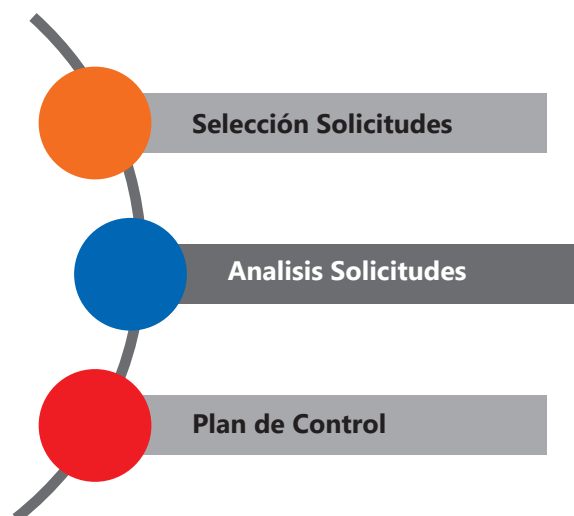 Selección Solicitudes
Analisis Solicitudes
Plan de Control